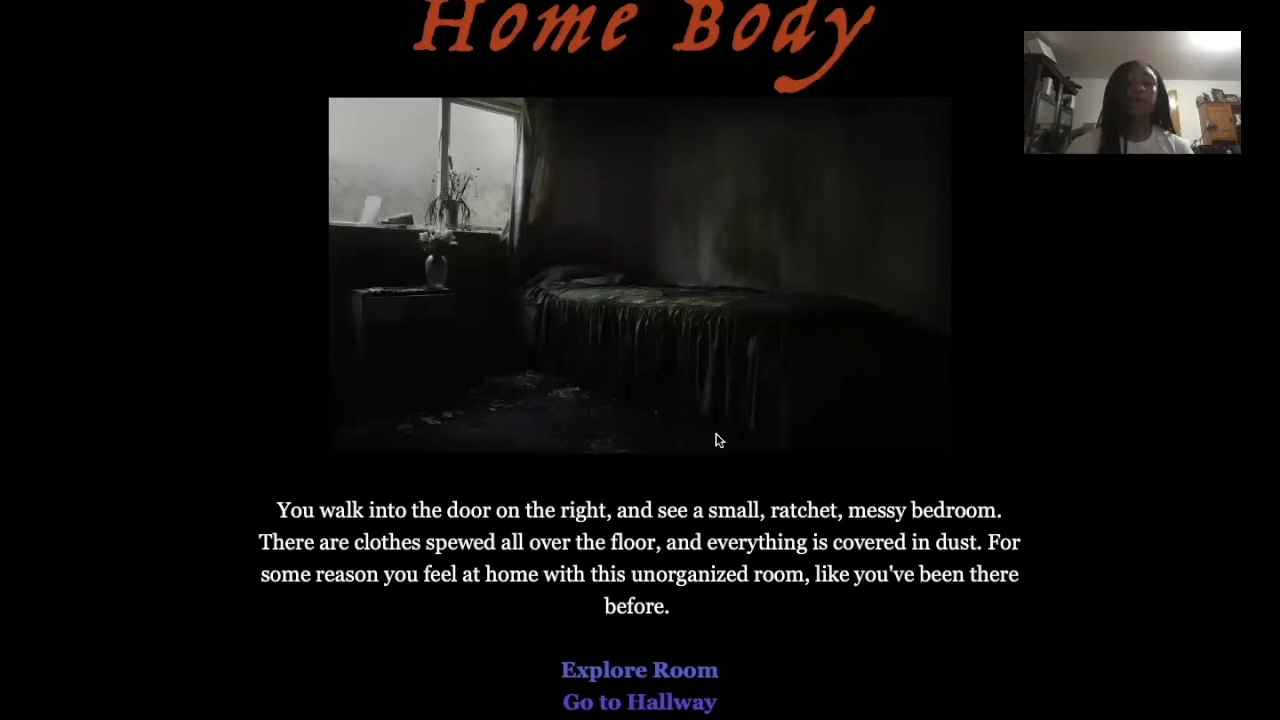 Home Body
You walk into the door on the right, and see a small, ratchet, messy bedroom.
There are clothes spewed all over the floor, and everything is covered in dust. For
some reason you feel at home with this unorganized room, like you've been there
before.
Explore Room
Go to Hallway